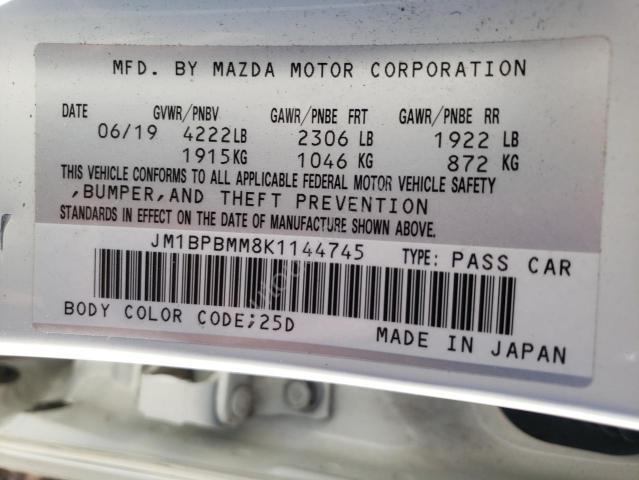 MFD. BY MAZDA MOTOR CORPORATION
DATE GVWR/PNBV GAWR/PNBE FRT GAWR/PNBE RR
06/19 4222LB 2306 LB 1922 LB
1915KG 1046 KG 872 KG
THIS VEHICLE CONFORMS TO ALL APPLICABLE FEDERAL MOTOR VEHICLE SAFETY
,BUMPER,AND THEFT PREVENTION
STANDARDS IN EFFECT ON THE DATE OF MANUFACTURE SHOWN ABOVE.
JM1BPBMM8K1144745 TYPE: PASS CAR
BODY COLOR CODE;25D
MADE IN JAPAN